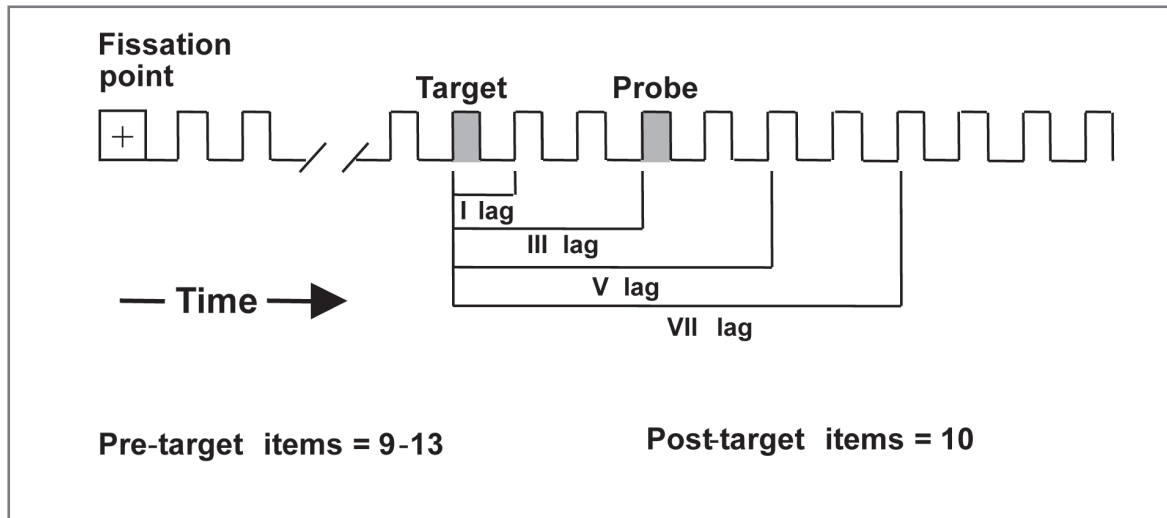 Fissation
point
Target Probe
+
I lag
III lag
V lag
Time
VII lag
Pre-target items = 9-13 Post-target items = 10